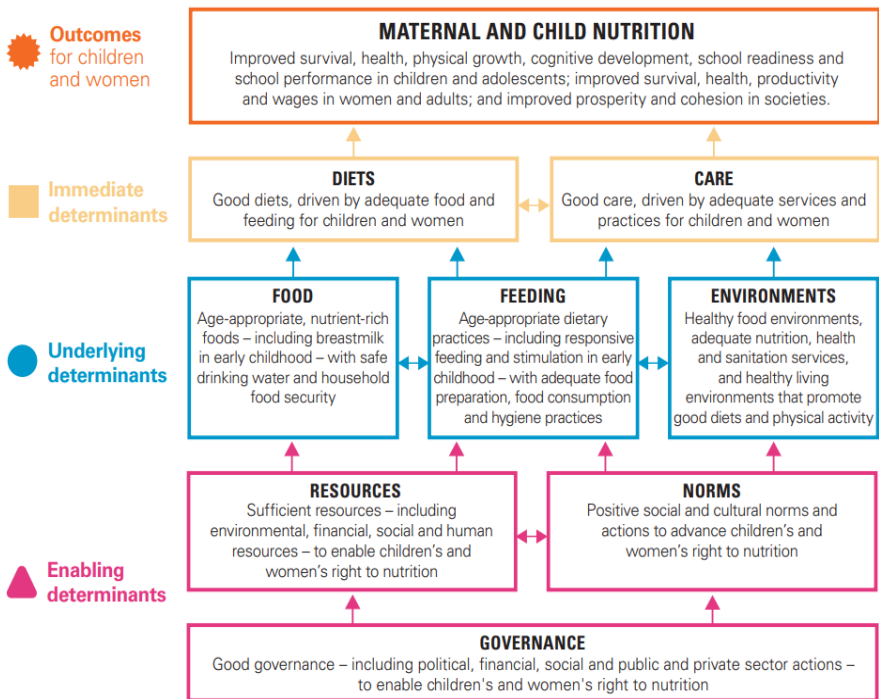 Outcomes
for children
and women
MATERNAL AND CHILD NUTRITION
Improved survival, health, physical growth, cognitive development, school readiness and
school performance in children and adolescents; improved survival, health, productivity
and wages in women and adults; and improved prosperity and cohesion in societies.
Immediate
determinants
DIETS
Good diets, driven by adequate food and
feeding for children and women
CARE
Good care, driven by adequate services and
practices for children and women
Underlying
determinants
FOOD
Age-appropriate, nutrient-rich
foods – including breastmilk
in early childhood – with safe
drinking water and household
food security
FEEDING
Age-appropriate dietary
practices – including responsive
feeding and stimulation in early
childhood – with adequate food
preparation, food consumption
and hygiene practices
ENVIRONMENTS
Healthy food environments,
adequate nutrition, health
and sanitation services,
and healthy living
environments that promote
good diets and physical activity
Enabling
determinants
RESOURCES
Sufficient resources – including
environmental, financial, social and human
resources – to enable children’s and
women’s right to nutrition
NORMS
Positive social and cultural norms and
actions to advance children’s and
women’s right to nutrition
GOVERNANCE
Good governance – including political, financial, social and public and private sector actions –
to enable children's and women's right to nutrition